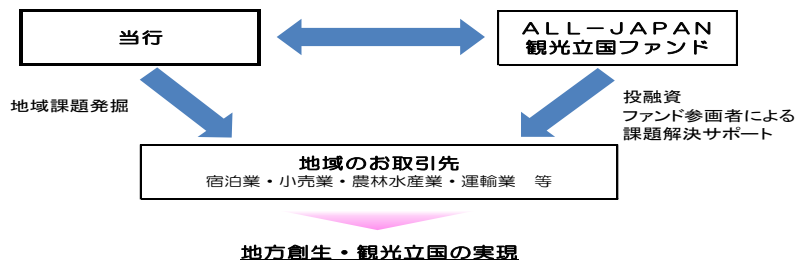 当行
ALL－JAPAN
観光立国ファンド
地域課題発掘
投融資
ファンド参画者による
課題解決サポート
地域のお取引先
宿泊業・小売業・農林水産業・運輸業　等
地方創生・観光立国の実現